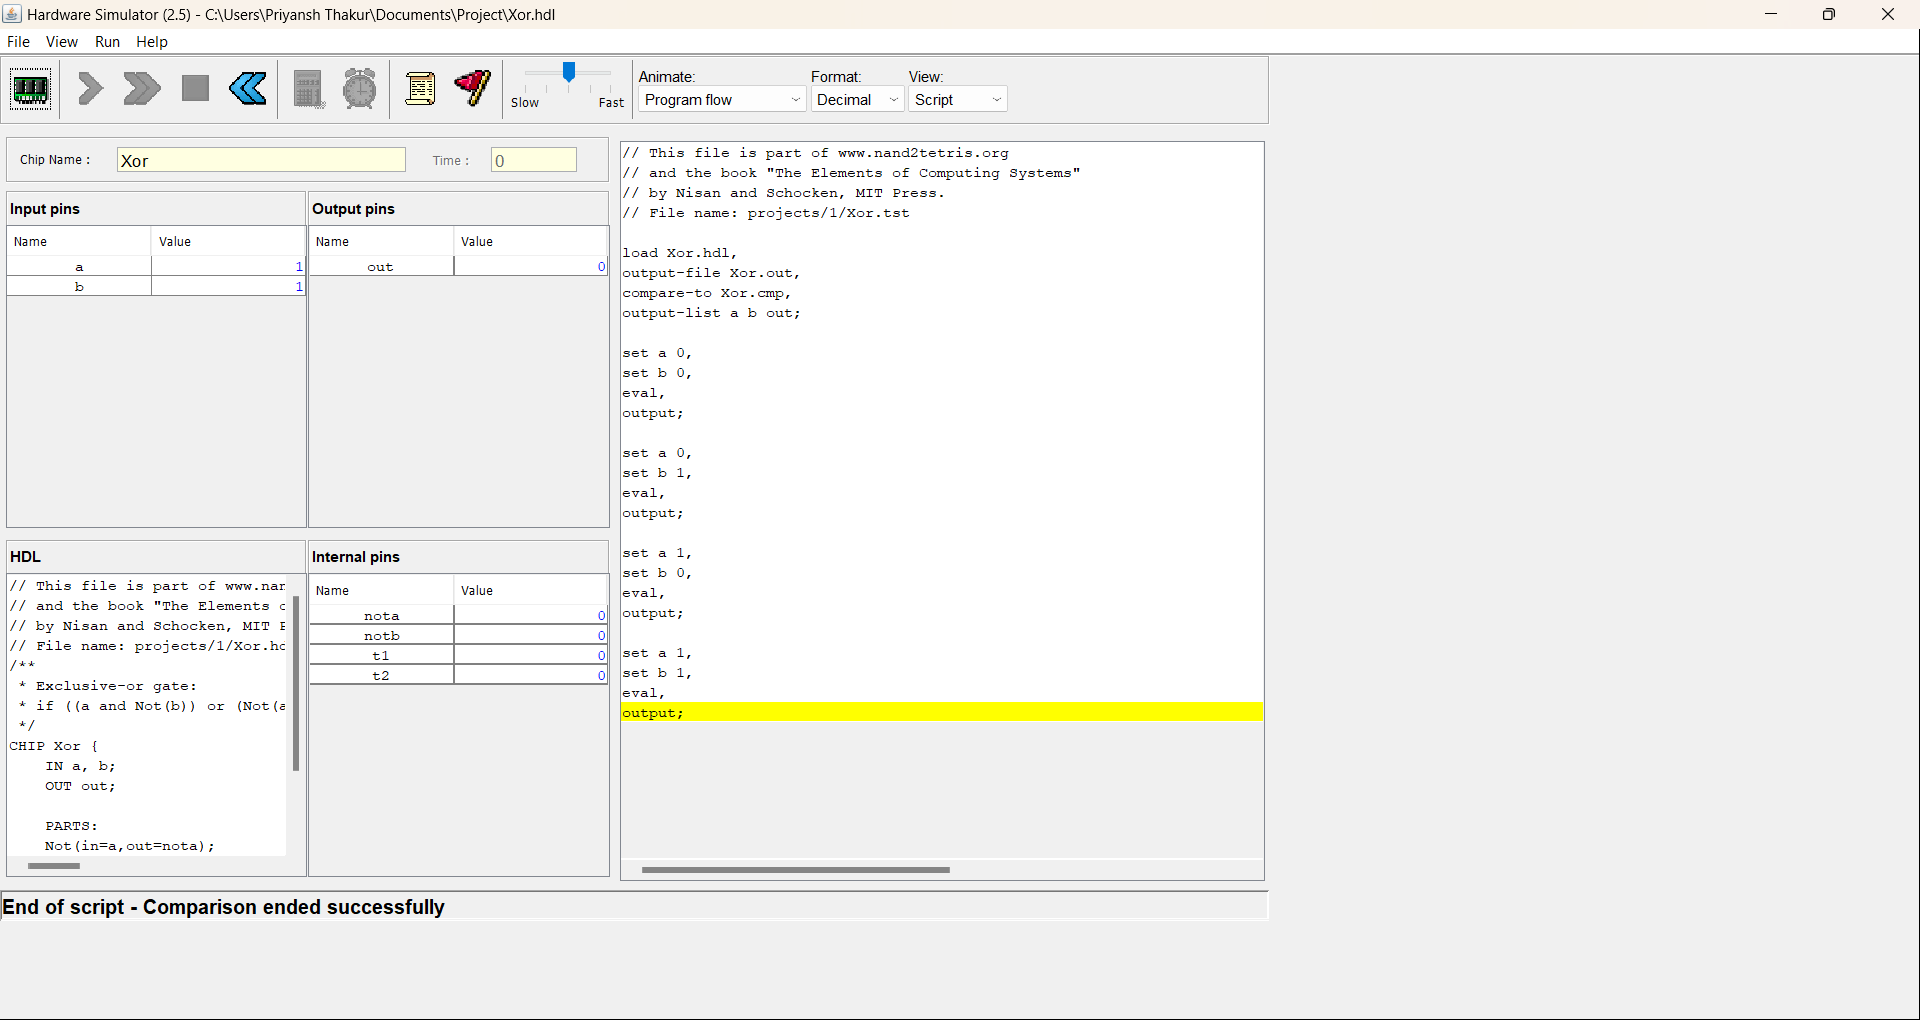 Hardware Simulator (2.5) - C:\Users\Priyansh Thakur\Documents\Project\Xor.hdl
File View Run Help
Slow Fast
Animate: Format: View:
Program flow Decimal Script
Chip Name : Xor Time : 0
Input pins
Name Value
a 1
b 1
Output pins
Name Value
out 0
HDL
// This file is part of www.nar
// and the book "The Elements c
// by Nisan and Schocken, MIT P
// File name: projects/1/Xor.hd
/**
* Exclusive-or gate:
* if ((a and Not(b)) or (Not(a
*/
CHIP Xor {
IN a, b;
OUT out;
PARTS:
Not(in=a,out=nota);
Internal pins
Name Value
nota 0
notb 0
t1 0
t2 0
// This file is part of www.nand2tetris.org
// and the book "The Elements of Computing Systems"
// by Nisan and Schocken, MIT Press.
// File name: projects/1/Xor.tst
load Xor.hdl,
output-file Xor.out,
compare-to Xor.cmp,
output-list a b out;
set a 0,
set b 0,
eval,
output;
set a 0,
set b 1,
eval,
output;
set a 1,
set b 0,
eval,
output;
set a 1,
set b 1,
eval,
output;
End of script - Comparison ended successfully